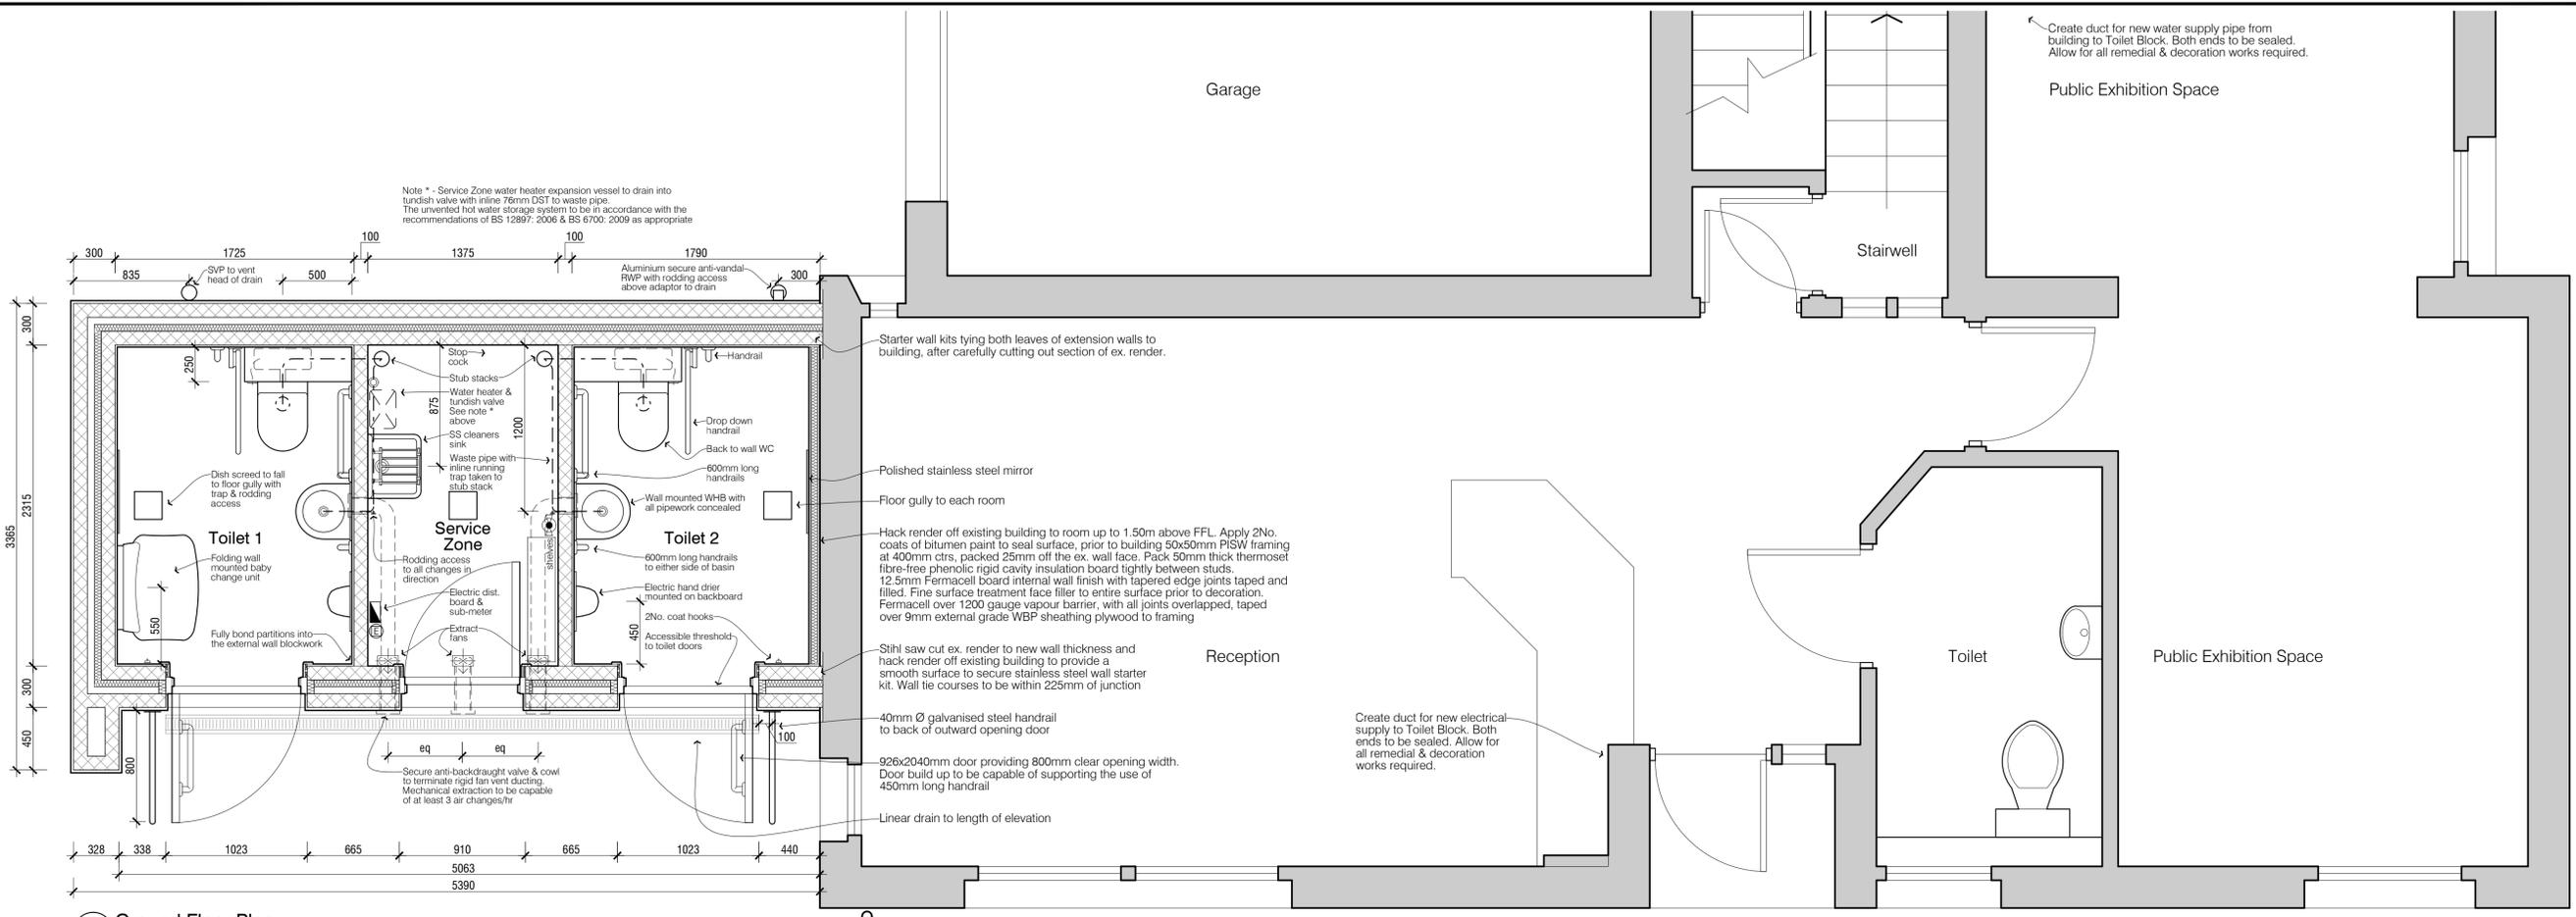 Create duct for new water supply pipe from
building to Toilet Block. Both ends to be sealed.
Allow for all remedial & decoration works required.
Garage
Public Exhibition Space
Note * - Service Zone water heater expansion vessel to drain into
tundish valve with inline 76mm DST to waste pipe.
The unvented hot water storage system to be in accordance with the
recommendations of BS 12897: 2006 & BS 6700: 2009 as appropriate
100
100
300
1725
1375
1790
835
SVP to vent
head of drain
500
Aluminium secure anti-vandal
RWP with rodding access
above adaptor to drain
300
Stairwell
300
250
Stop
cock
Handrail
Starter wall kits tying both leaves of extension walls to
building, after carefully cutting out section of ex. render.
Stub stacks
Water heater &
tundish valve
See note *
above
875
1200
SS cleaners
sink
Drop down
handrail
Back to wall WC
Waste pipe with
inline running
trap taken to
stub stack
600mm long
handrails
Polished stainless steel mirror
Dish screed to fall
to floor gully with
trap & rodding
access
Wall mounted WHB with
all pipework concealed
Floor gully to each room
2315
3365
Toilet 1
Service
Zone
Toilet 2
Hack render off existing building to room up to 1.50m above FFL. Apply 2No.
coats of bitumen paint to seal surface, prior to building 50x50mm PISW framing
at 400mm ctrs, packed 25mm off the ex. wall face. Pack 50mm thick thermoset
fibre-free phenolic rigid cavity insulation board tightly between studs.
12.5mm Fermacell board internal wall finish with tapered edge joints taped and
filled. Fine surface treatment face filler to entire surface prior to decoration.
Fermacell over 1200 gauge vapour barrier, with all joints overlapped, taped
over 9mm external grade WBP sheathing plywood to framing
Folding wall
mounted baby
change unit
Rodding access
to all changes in
direction
shelves
600mm long handrails
to either side of basin
Electric dist.
board &
sub-meter
Electric hand drier
mounted on backboard
2No. coat hooks
550
450
E
Fully bond partitions into
the external wall blockwork
Extract
fans
Accessible threshold
to toilet doors
Stihl saw cut ex. render to new wall thickness and
hack render off existing building to provide a
smooth surface to secure stainless steel wall starter
kit. Wall tie courses to be within 225mm of junction
Reception
Toilet
Public Exhibition Space
300
450
800
40mm Ø galvanised steel handrail
to back of outward opening door
100
eq
eq
Create duct for new electrical
supply to Toilet Block. Both
ends to be sealed. Allow for
all remedial & decoration
works required.
Secure anti-backdraught valve & cowl
to terminate rigid fan vent ducting.
Mechanical extraction to be capable
of at least 3 air changes/hr
926x2040mm door providing 800mm clear opening width.
Door build up to be capable of supporting the use of
450mm long handrail
Linear drain to length of elevation
328
338
1023
665
910
665
1023
440
5063
5390